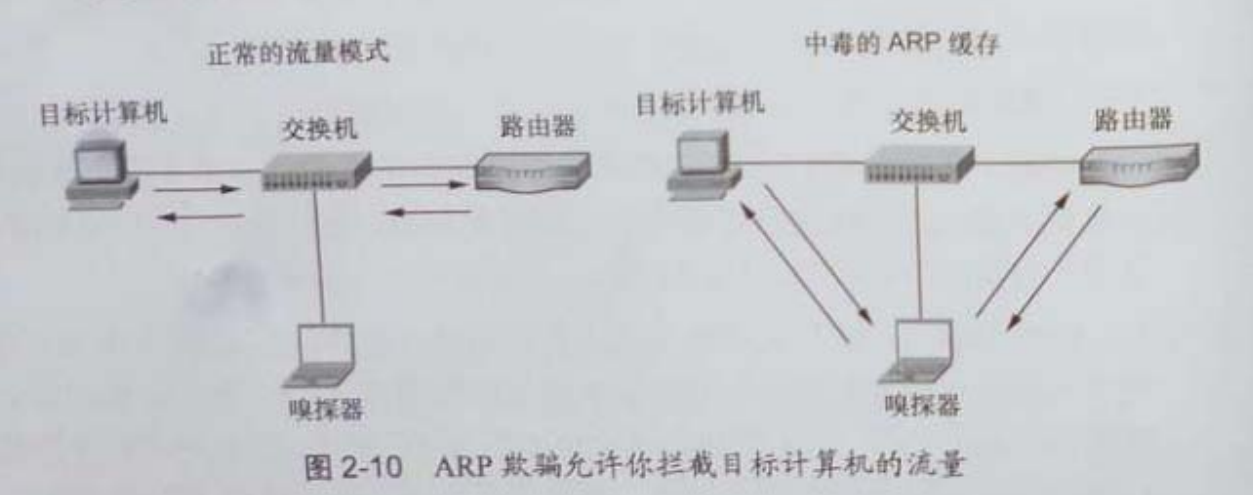 正常的流量模式
中毒的 ARP 缓存
目标计算机
交换机
路由器
嗅探器
目标计算机
交换机
路由器
嗅探器
图 2-10 ARP 欺骗允许你拦截目标计算机的流量